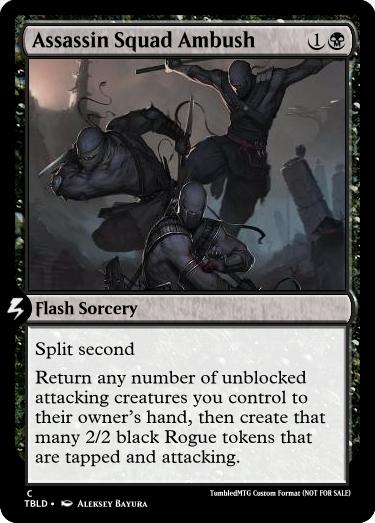 Assassin Squad Ambush 1
Flash Sorcery
Split second
Return any number of unblocked
attacking creatures you control to
their owner's hand, then create that
many 2/2 black Rogue tokens that
are tapped and attacking.
C
TBLD • Aleksey Bayura
TumbledMTG Custom Format (NOT FOR SALE)